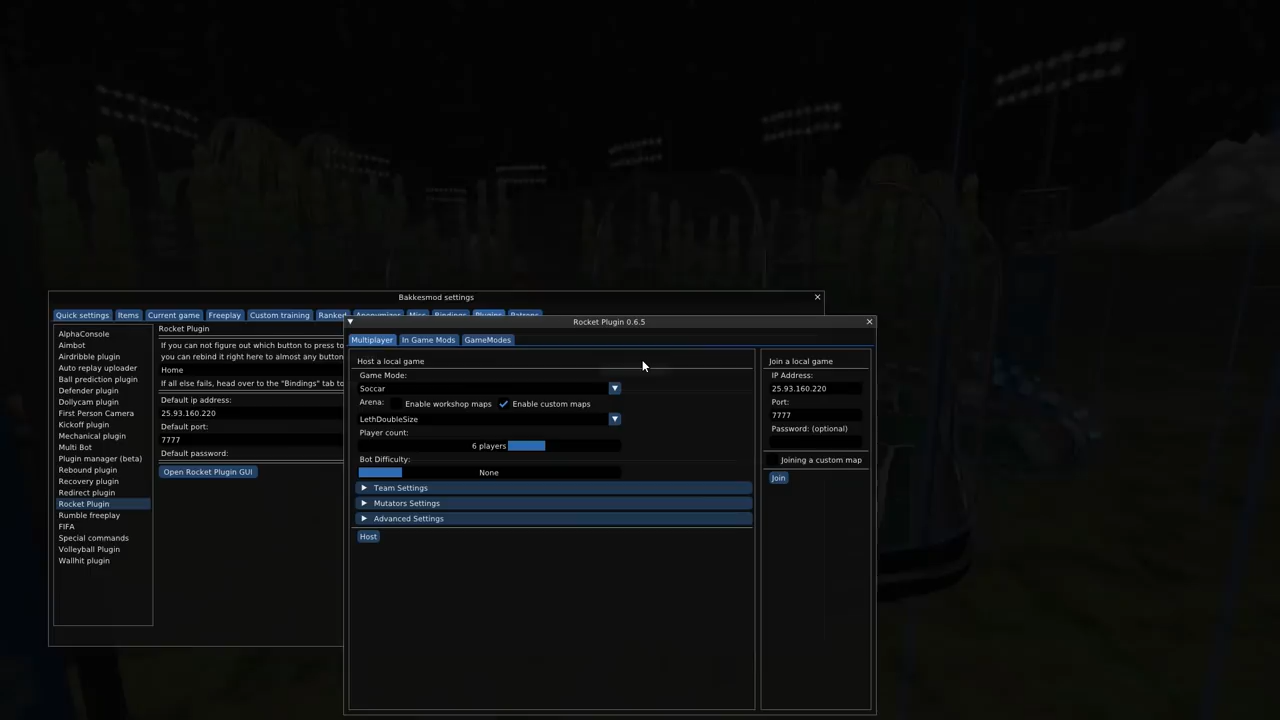 Bakkesmod settings
Quick settings Items Current game Freeplay Custom training Ranked Anonymizer Misc Bindings Plugins Patrons
AlphaConsole
Aimbot
Airdribble plugin
Auto replay uploader
Ball prediction plugin
Defender plugin
Dollycam plugin
First Person Camera
Kickoff plugin
Mechanical plugin
Multi Bot
Plugin manager (beta)
Rebound plugin
Recovery plugin
Redirect plugin
Rocket Plugin
Rumble freeplay
FIFA
Special commands
Volleyball Plugin
Wallhit plugin
Rocket Plugin
If you can not figure out which button to press to
you can rebind it right here to almost any button
Home
If all else fails, head over to the "Bindings" tab to
Default ip address:
25.93.160.220
Default port:
7777
Default password:
Open Rocket Plugin GUI
Rocket Plugin 0.6.5
Multiplayer In Game Mods GameModes
Host a local game
Game Mode:
Soccar
Arena: Enable workshop maps Enable custom maps
LethDoubleSize
Player count:
6 players
Bot Difficulty:
None
Team Settings
Mutators Settings
Advanced Settings
Host
Join a local game
IP Address:
25.93.160.220
Port:
7777
Password: (optional)
Joining a custom map
Join